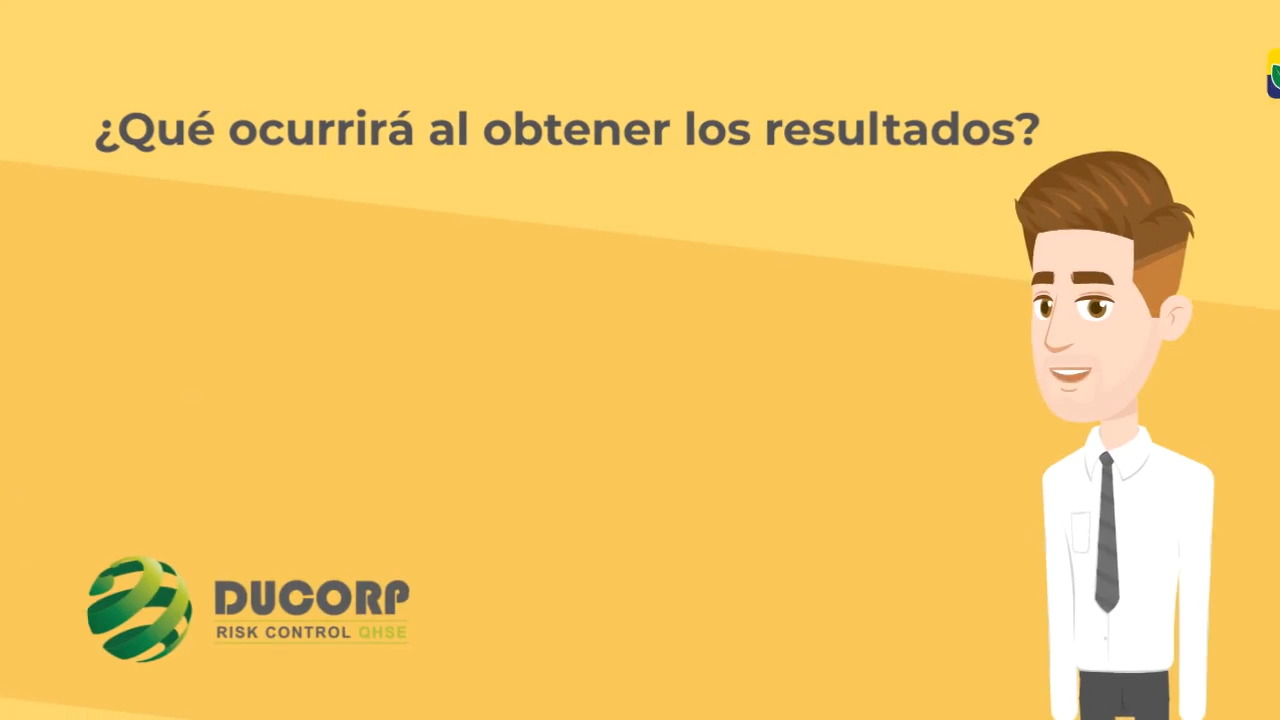 ¿Qué ocurrirá al obtener los resultados?
DUCORP
RISK CONTROL QHSE